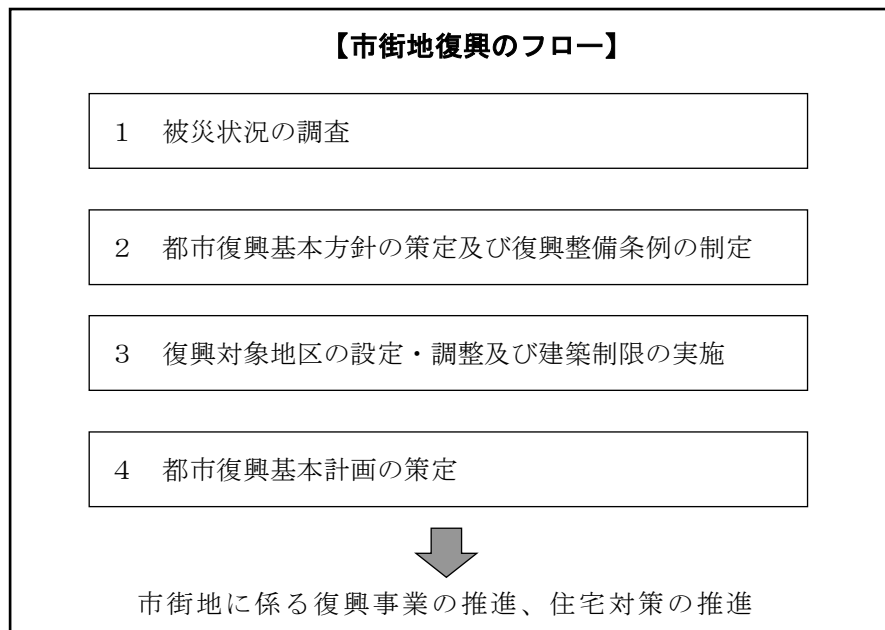 【市街地復興のフロー】
１　被災状況の調査
２　都市復興基本方針の策定及び復興整備条例の制定
３　復興対象地区の設定・調整及び建築制限の実施
４　都市復興基本計画の策定
市街地に係る復興事業の推進、住宅対策の推進